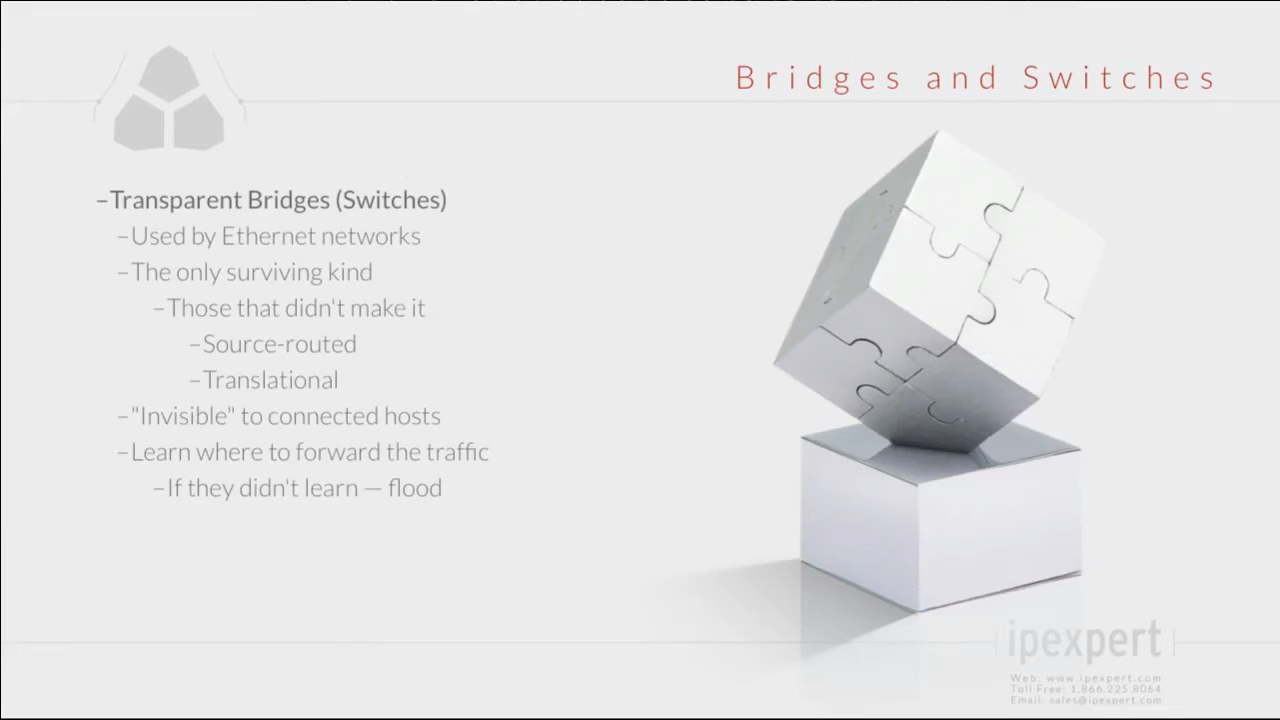 Bridges and Switches
–Transparent Bridges (Switches)
–Used by Ethernet networks
–The only surviving kind
–Those that didn't make it
–Source-routed
–Translational
–"Invisible" to connected hosts
–Learn where to forward the traffic
–If they didn't learn — flood
ipexpert
Web: www.ipexpert.com
Toll Free: 1.866.225.8064
Email: sales@ipexpert.com